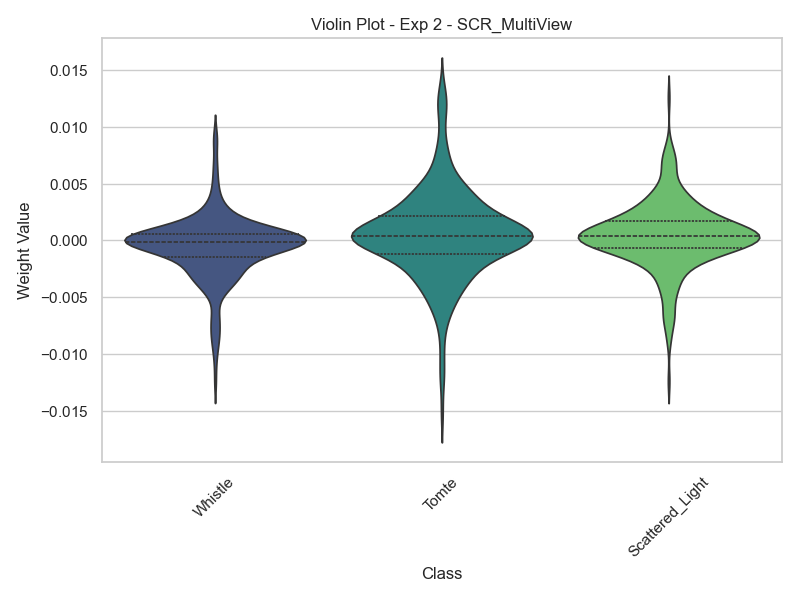 Violin Plot - Exp 2 - SCR_MultiView
0.015
0.010
0.005
0.000
−0.005
−0.010
−0.015
Weight Value
Whistle
Tomte
Scattered_Light
Class